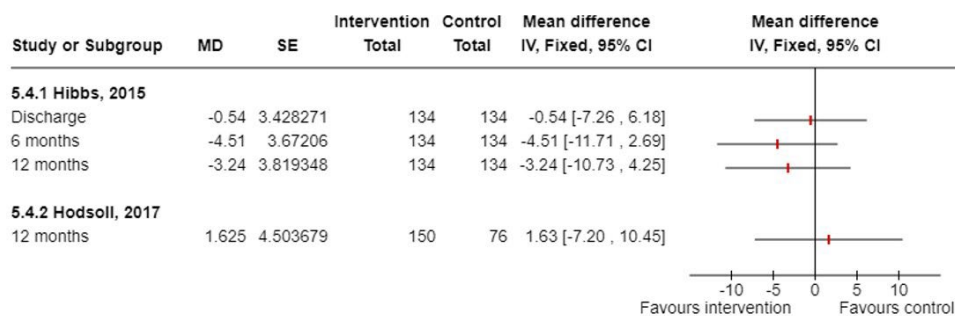 Intervention Control Mean difference Mean difference
Study or Subgroup MD SE Total Total IV, Fixed, 95% CI IV, Fixed, 95% CI
5.4.1 Hibbs, 2015
Discharge -0.54 3.428271 134 134 -0.54 [-7.26 , 6.18]
6 months -4.51 3.67206 134 134 -4.51 [-11.71 , 2.69]
12 months -3.24 3.819348 134 134 -3.24 [-10.73 , 4.25]
5.4.2 Hodsoll, 2017
12 months 1.625 4.503679 150 76 1.63 [-7.20 , 10.45]
-10 -5 0 5 10
Favours intervention Favours control